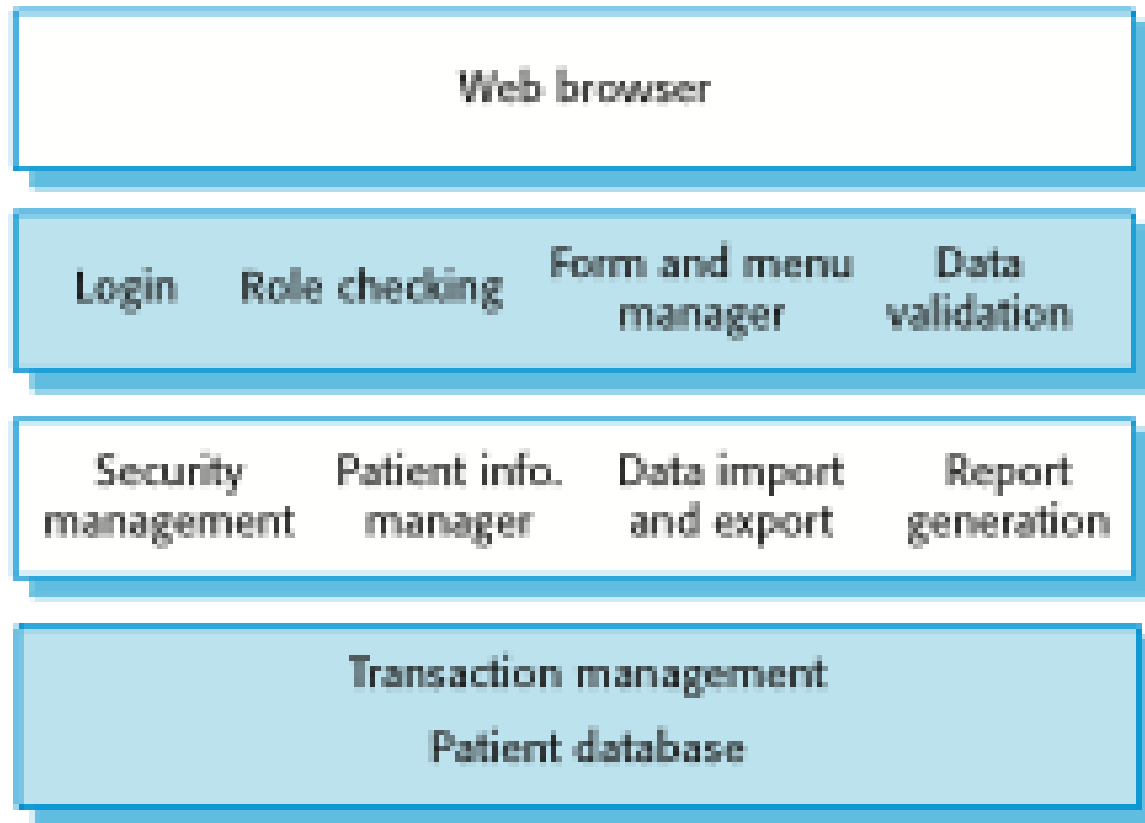 Web browser
Login
Role checking
Form and menu
manager
Data
validation
Security
management
Patient info.
manager
Data import
and export
Report
generation
Transaction management
Patient database